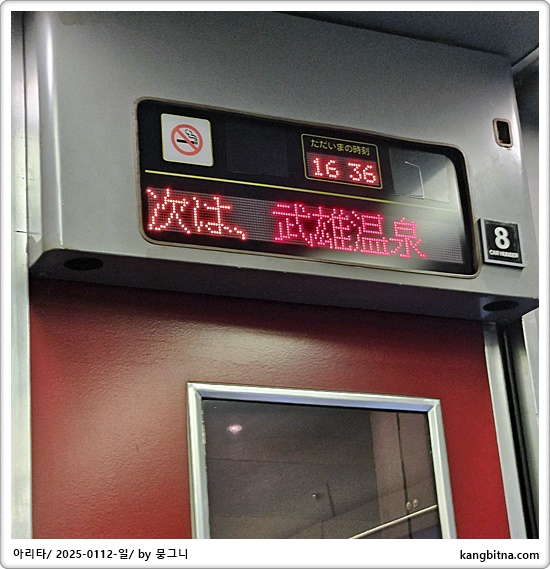 ただいまの時刻
16 36
次は、武雄温泉
8
CAR NUMBER
아리타/ 2025-0112-일/ by 뭉그니
kangbitna.com